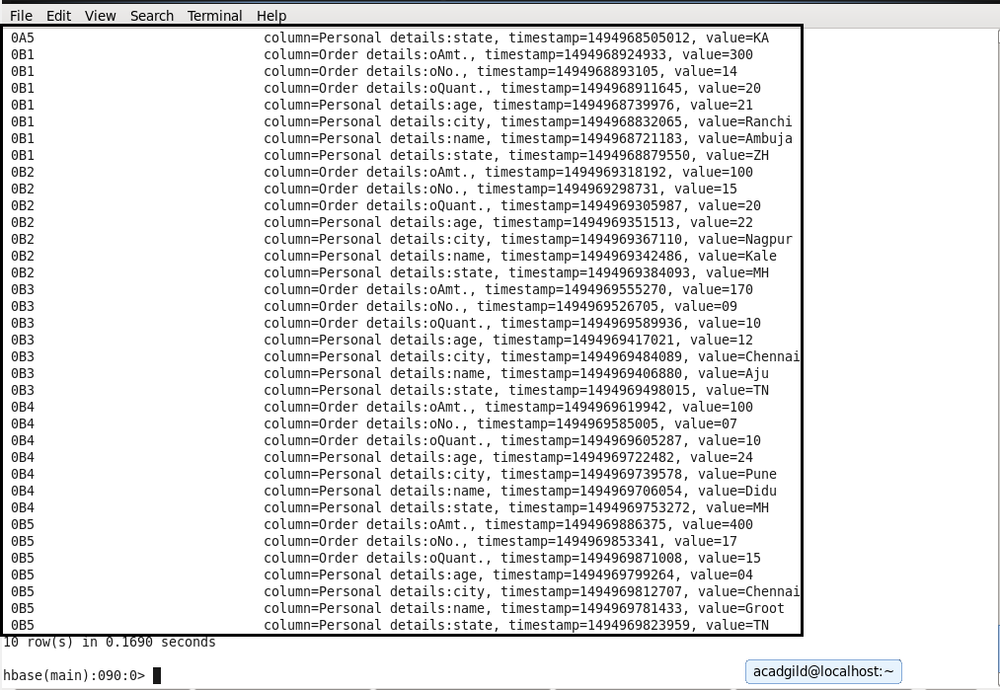 File Edit View Search Terminal Help
0A5 column=Personal details:state, timestamp=1494968505012, value=KA
0B1 column=Order details:oAmt., timestamp=1494968924933, value=300
0B1 column=Order details:oNo., timestamp=1494968893105, value=14
0B1 column=Order details:oQuant., timestamp=1494968911645, value=20
0B1 column=Personal details:age, timestamp=1494968739976, value=21
0B1 column=Personal details:city, timestamp=1494968832065, value=Ranchi
0B1 column=Personal details:name, timestamp=1494968721183, value=Ambuja
0B1 column=Personal details:state, timestamp=1494968879550, value=ZH
0B2 column=Order details:oAmt., timestamp=1494969318192, value=100
0B2 column=Order details:oNo., timestamp=1494969298731, value=15
0B2 column=Order details:oQuant., timestamp=1494969305987, value=20
0B2 column=Personal details:age, timestamp=1494969351513, value=22
0B2 column=Personal details:city, timestamp=1494969367110, value=Nagpur
0B2 column=Personal details:name, timestamp=1494969342486, value=Kale
0B2 column=Personal details:state, timestamp=1494969384093, value=MH
0B3 column=Order details:oAmt., timestamp=1494969555270, value=170
0B3 column=Order details:oNo., timestamp=1494969526705, value=09
0B3 column=Order details:oQuant., timestamp=1494969589936, value=10
0B3 column=Personal details:age, timestamp=1494969417021, value=12
0B3 column=Personal details:city, timestamp=1494969484089, value=Chennai
0B3 column=Personal details:name, timestamp=1494969406880, value=Aju
0B3 column=Personal details:state, timestamp=1494969498015, value=TN
0B4 column=Order details:oAmt., timestamp=1494969619942, value=100
0B4 column=Order details:oNo., timestamp=1494969585005, value=07
0B4 column=Order details:oQuant., timestamp=1494969605287, value=10
0B4 column=Personal details:age, timestamp=1494969722482, value=24
0B4 column=Personal details:city, timestamp=1494969739578, value=Pune
0B4 column=Personal details:name, timestamp=1494969706054, value=Didu
0B4 column=Personal details:state, timestamp=1494969753272, value=MH
0B5 column=Order details:oAmt., timestamp=1494969886375, value=400
0B5 column=Order details:oNo., timestamp=1494969853341, value=17
0B5 column=Order details:oQuant., timestamp=1494969871008, value=15
0B5 column=Personal details:age, timestamp=1494969799264, value=04
0B5 column=Personal details:city, timestamp=1494969812707, value=Chennai
0B5 column=Personal details:name, timestamp=1494969781433, value=Groot
0B5 column=Personal details:state, timestamp=1494969823959, value=TN
10 row(s) in 0.1690 seconds
hbase(main):090:0>
acadgild@localhost:~